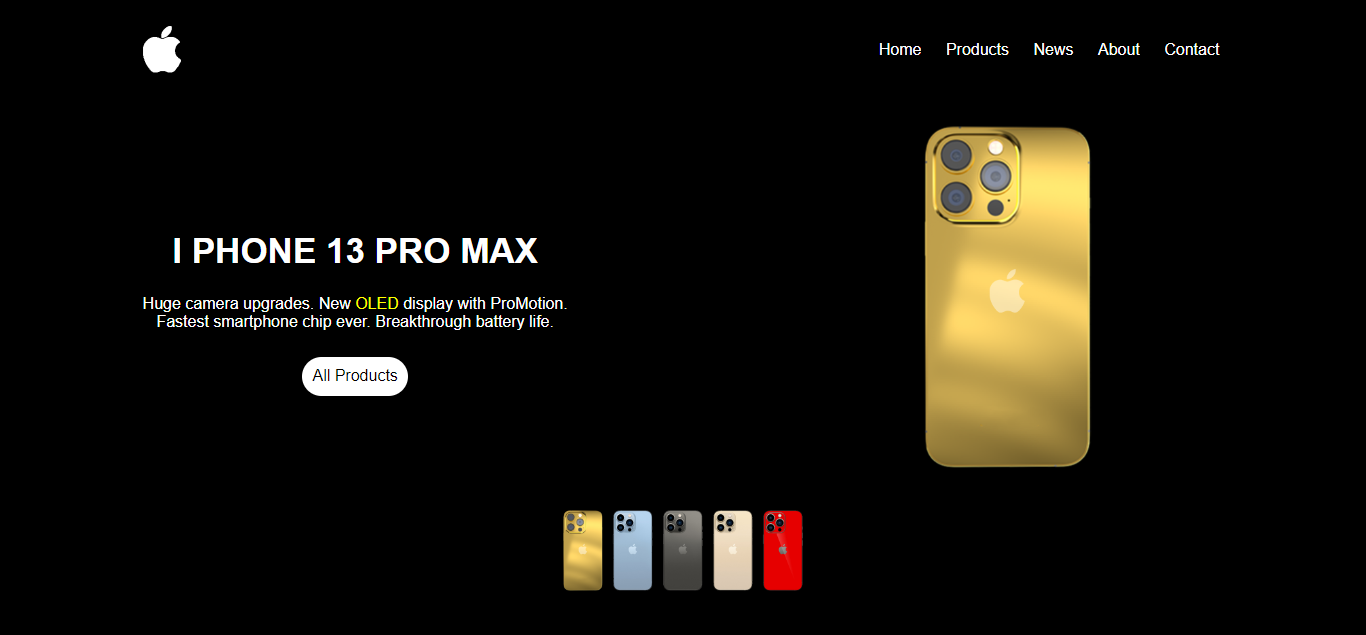 Home Products News About Contact
I PHONE 13 PRO MAX
Huge camera upgrades. New OLED display with ProMotion.
Fastest smartphone chip ever. Breakthrough battery life.
All Products